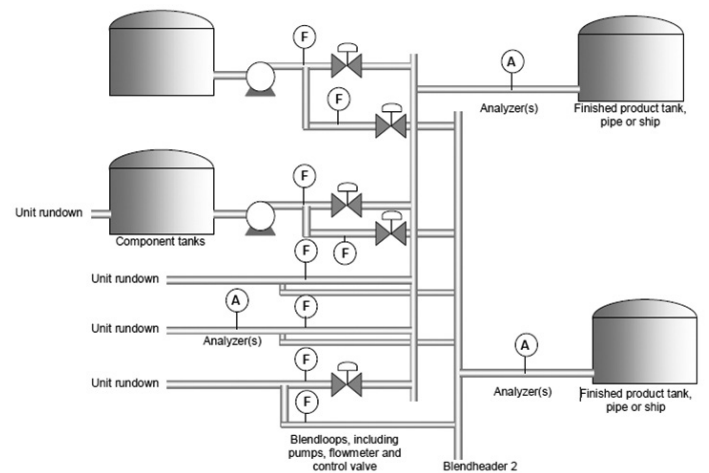 F
A
F
Analyzer(s)
Finished product tank,
pipe or ship
F
Unit rundown
Component tanks
F
F
Unit rundown
A
F
Unit rundown
Analyzer(s)
A
F
Unit rundown
F
Analyzer(s)
Finished product tank,
pipe or ship
Blendloops, including
pumps, flowmeter and
control valve
Blendheader 2